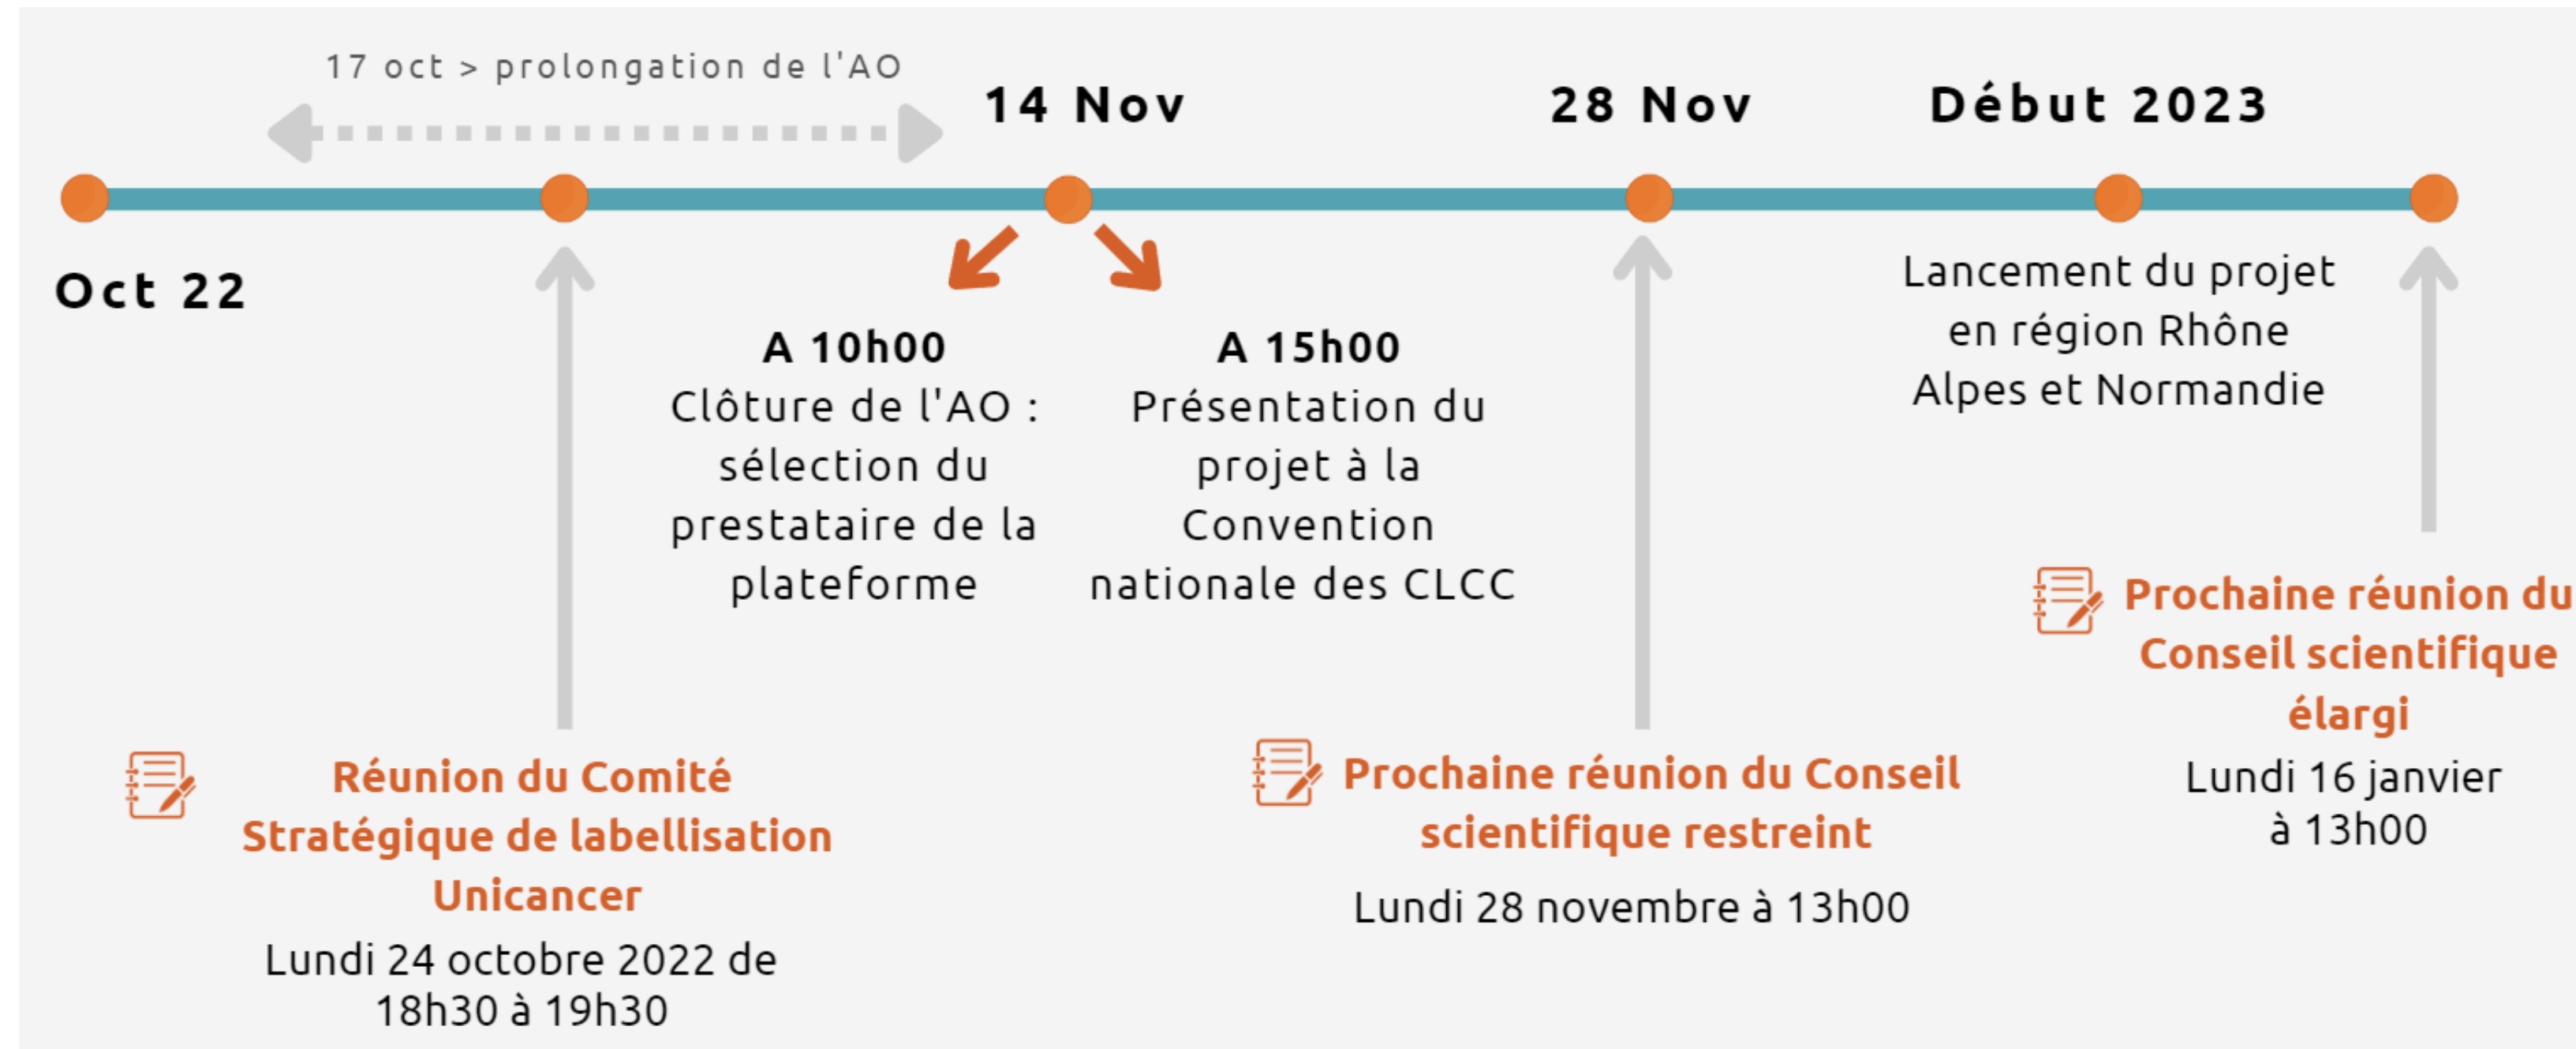 17 oct > prolongation de l'AO
14 Nov
28 Nov
Début 2023
Oct 22
A 10h00
Clôture de l'AO :
sélection du
prestataire de la
plateforme
A 15h00
Présentation du
projet à la
Convention
nationale des CLCC
Lancement du projet
en région Rhône
Alpes et Normandie
Réunion du Comité
Stratégique de labellisation
Unicancer
Lundi 24 octobre 2022 de
18h30 à 19h30
Prochaine réunion du Conseil
scientifique restreint
Lundi 28 novembre à 13h00
Prochaine réunion du
Conseil scientifique
élargi
Lundi 16 janvier
à 13h00